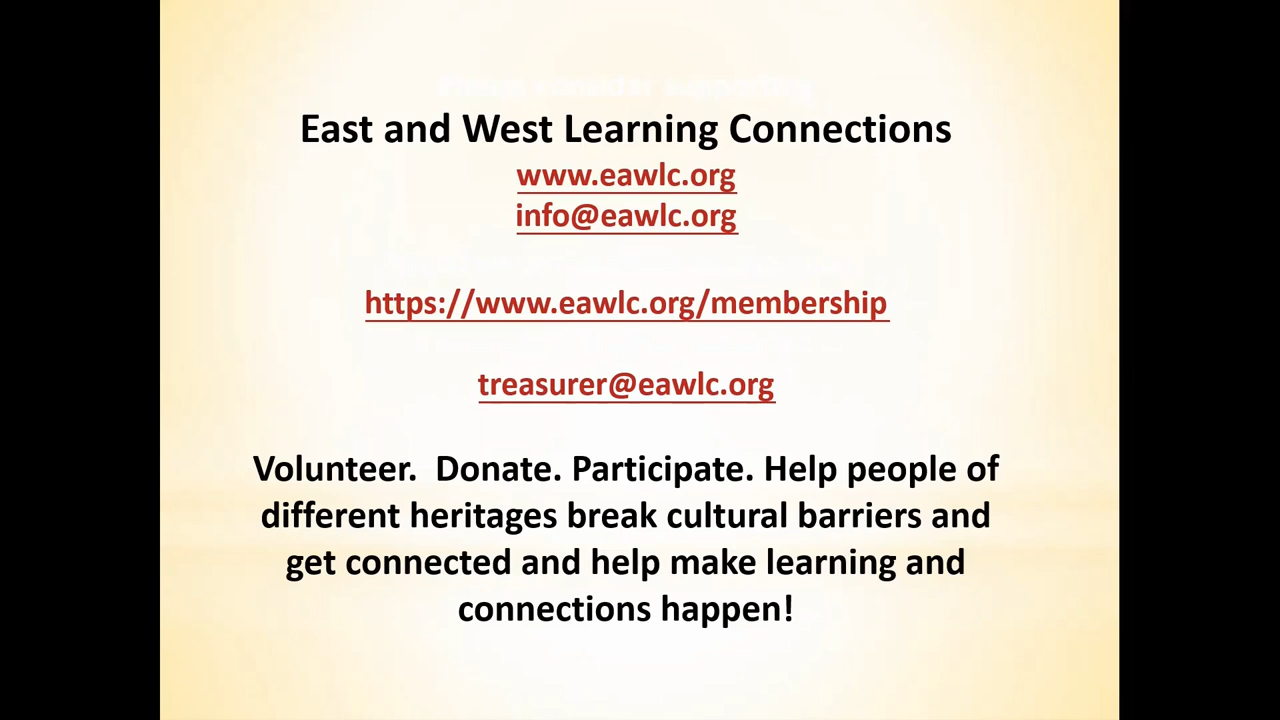 East and West Learning Connections
www.eawlc.org
info@eawlc.org
https://www.eawlc.org/membership
treasurer@eawlc.org
Volunteer.  Donate. Participate. Help people of
different heritages break cultural barriers and
get connected and help make learning and
connections happen!